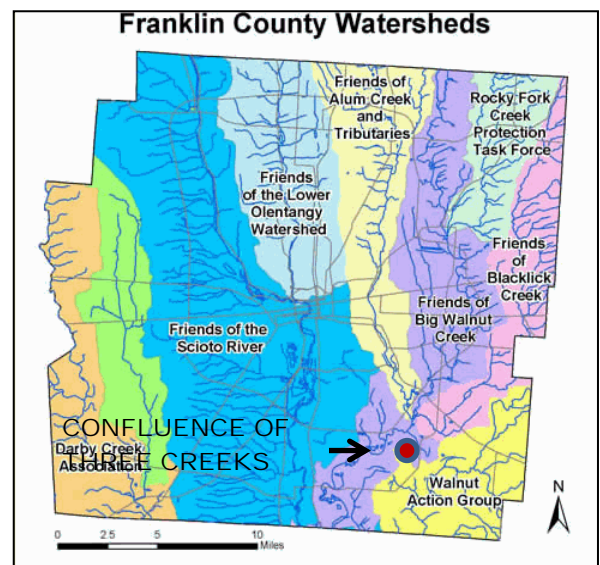 Franklin County Watersheds
Friends of
Alum Creek
and
Tributaries
Rocky Fork
Creek
Protection
Task Force
Friends
of the Lower
Olentangy
Watershed
Friends
of
Blacklick
Creek
Friends of
Big Walnut
Creek
Friends of the
Scioto River
CONFLUENCE OF
THREE CREEKS
Darby Creek
Association
Walnut
Action Group
N
0 2.5 5 10
Miles